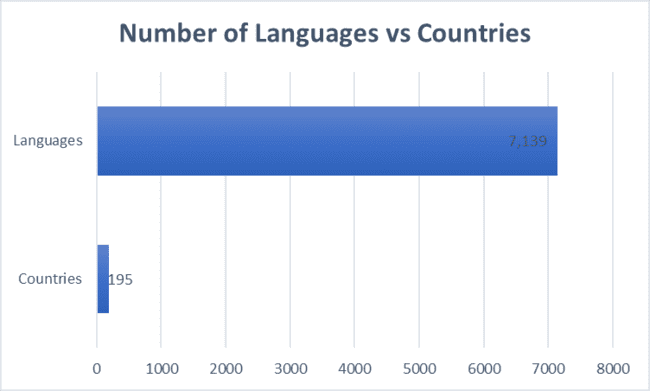 Number of Languages vs Countries
Languages
7,139
Countries
195
0 1000 2000 3000 4000 5000 6000 7000 8000